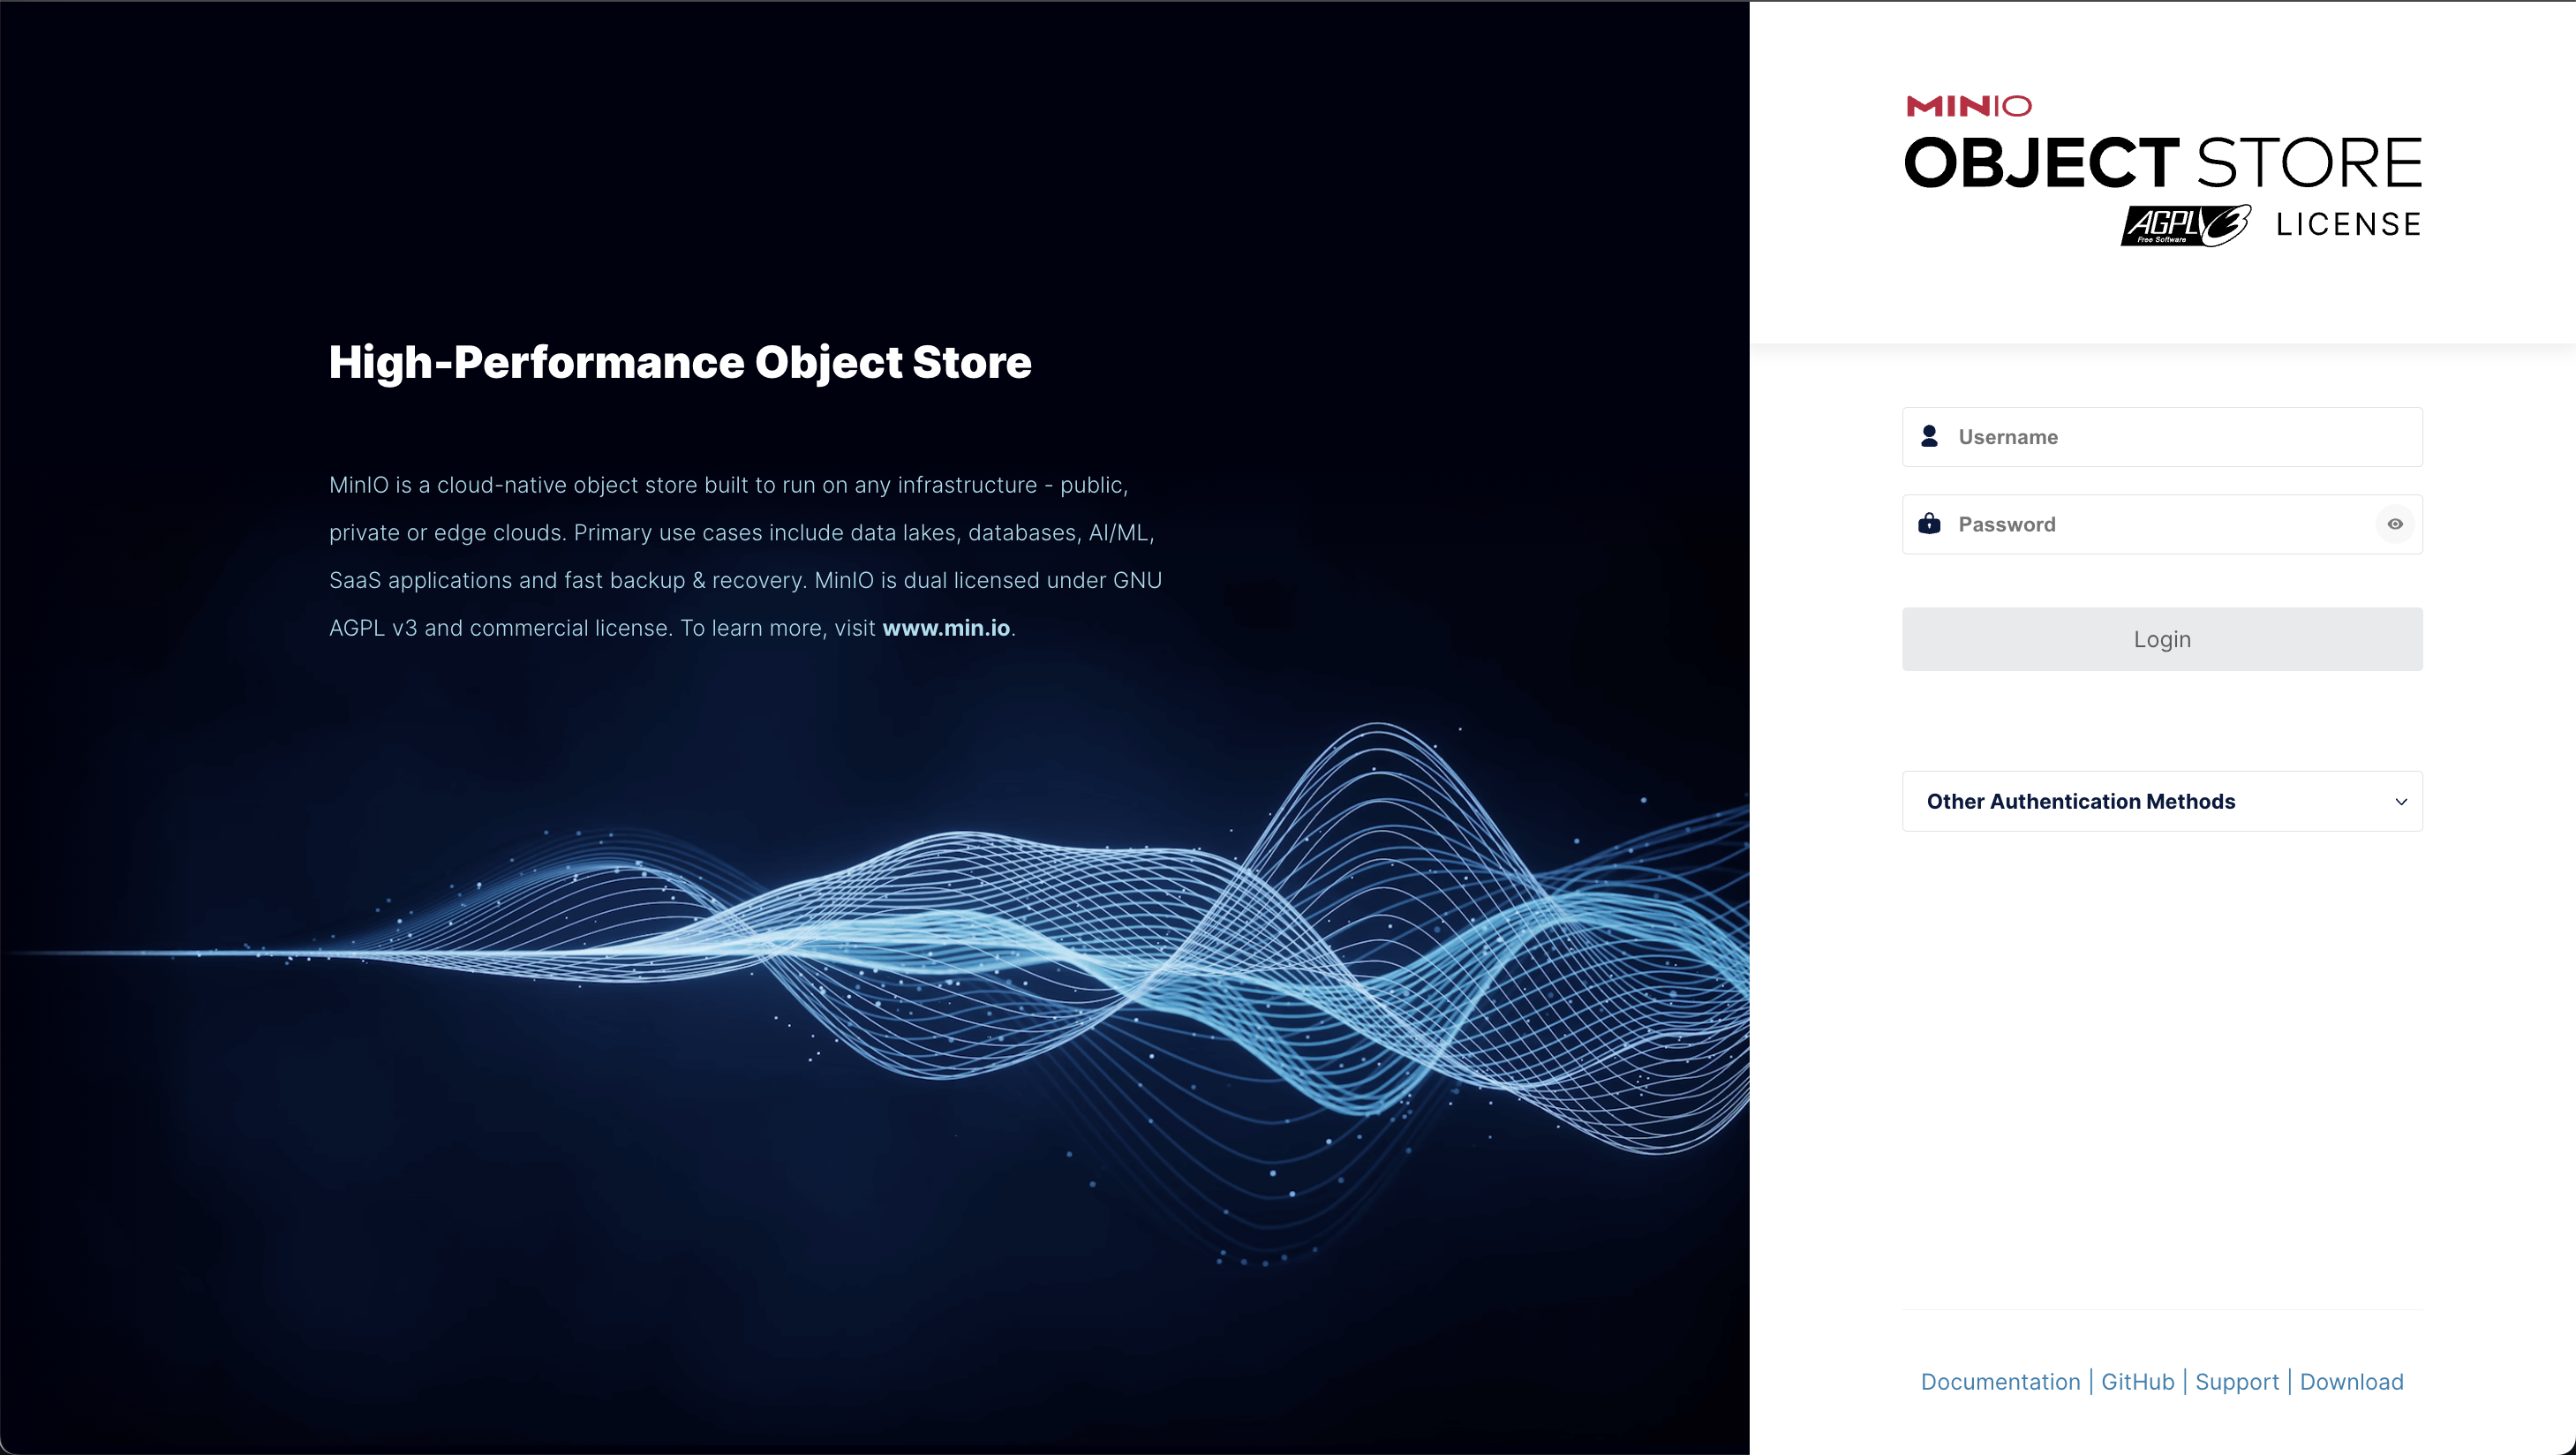 High-Performance Object Store
MinIO is a cloud-native object store built to run on any infrastructure - public,
private or edge clouds. Primary use cases include data lakes, databases, AI/ML,
SaaS applications and fast backup & recovery. MinIO is dual licensed under GNU
AGPL v3 and commercial license. To learn more, visit www.min.io.
MINIO
OBJECT STORE
AGPL v3 LICENSE
Free Software
Username
Password
Login
Other Authentication Methods
Documentation | GitHub | Support | Download